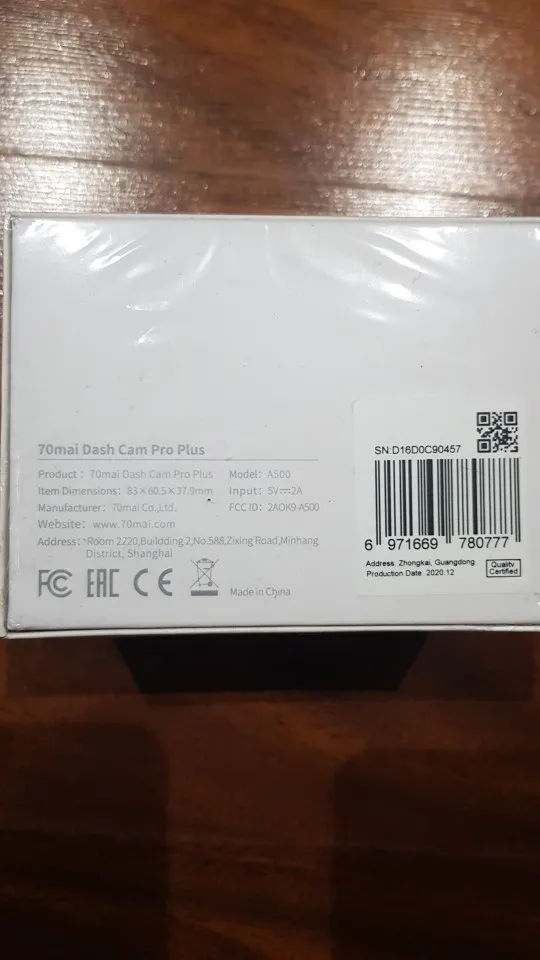 70mai Dash Cam Pro Plus
Product： 70mai Dash Cam Pro Plus Model： A500
Item Dimensions： 83×60.5×37.9mm Input： 5V⎓2A
Manufacturer： 70mai Co.,Ltd. FCC ID： 2AOK9-A500
Website： www.70mai.com
Address： Room 2220,Buildding 2,No.588,Zixing Road,Minhang
District, Shanghai
FC EAC CE Made in China
SN:D16D0C90457
6 971669 780777
Address: Zhongkai, Guangdong
Production Date: 2020.12
Quality
Certified